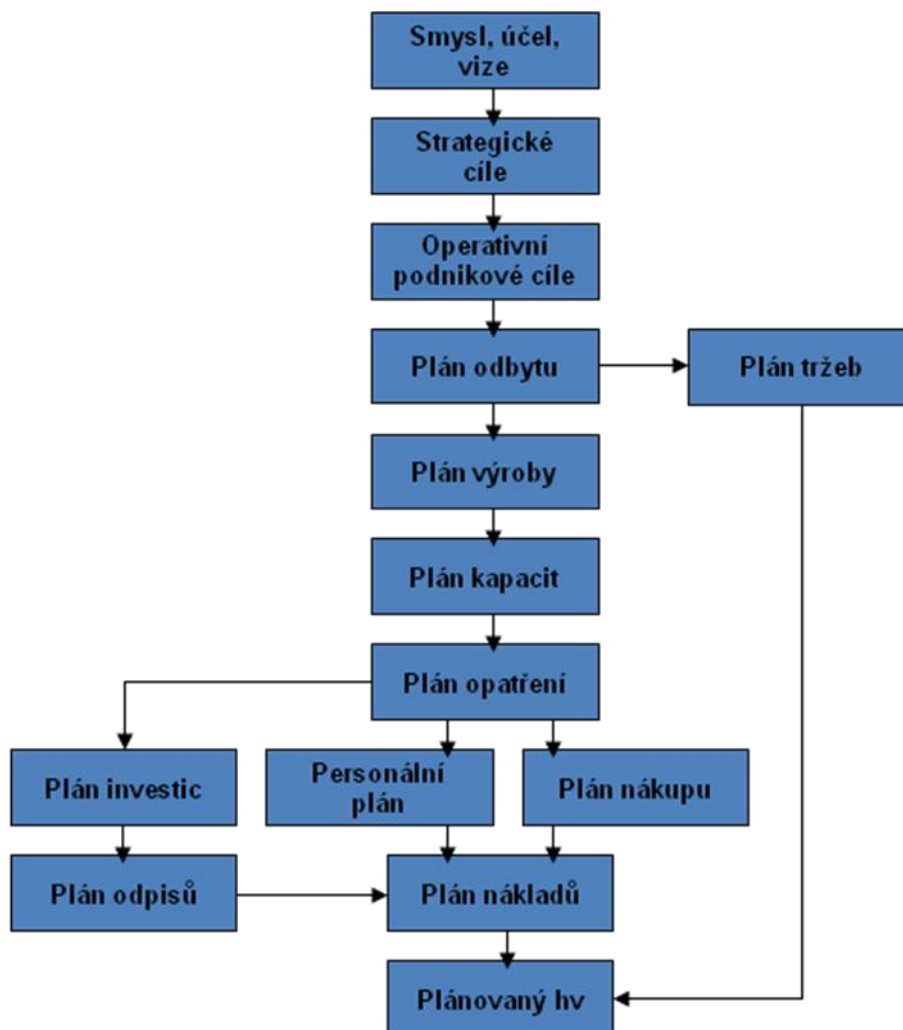 Smysl, účel,
vize
Strategické
cíle
Operativní
podnikové cíle
Plán odbytu
Plán tržeb
Plán výroby
Plán kapacit
Plán opatření
Plán investic
Personální
plán
Plán nákupu
Plán odpisů
Plán nákladů
Plánovaný hv